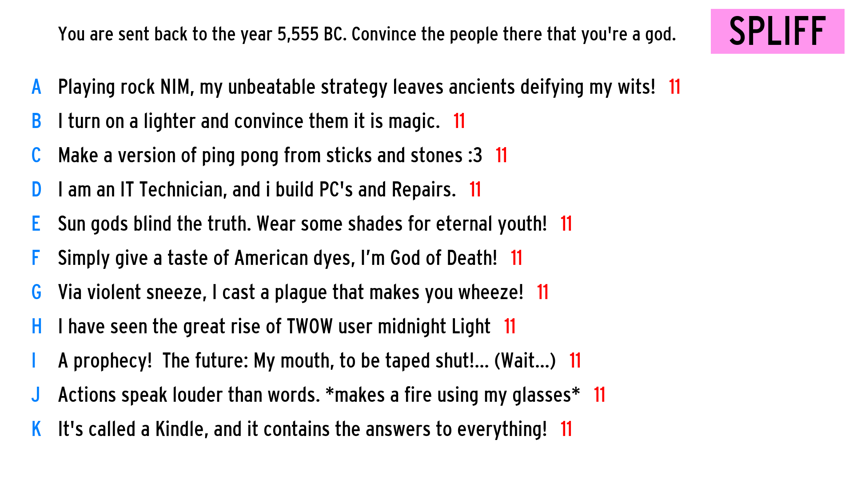 You are sent back to the year 5,555 BC. Convince the people there that you're a god.
SPLIFF
A Playing rock NIM, my unbeatable strategy leaves ancients deifying my wits! 11
B I turn on a lighter and convince them it is magic. 11
C Make a version of ping pong from sticks and stones :3 11
D I am an IT Technician, and i build PC's and Repairs. 11
E Sun gods blind the truth. Wear some shades for eternal youth! 11
F Simply give a taste of American dyes, I’m God of Death! 11
G Via violent sneeze, I cast a plague that makes you wheeze! 11
H I have seen the great rise of TWOW user midnight Light 11
I A prophecy!  The future: My mouth, to be taped shut!... (Wait...) 11
J Actions speak louder than words. *makes a fire using my glasses* 11
K It's called a Kindle, and it contains the answers to everything! 11